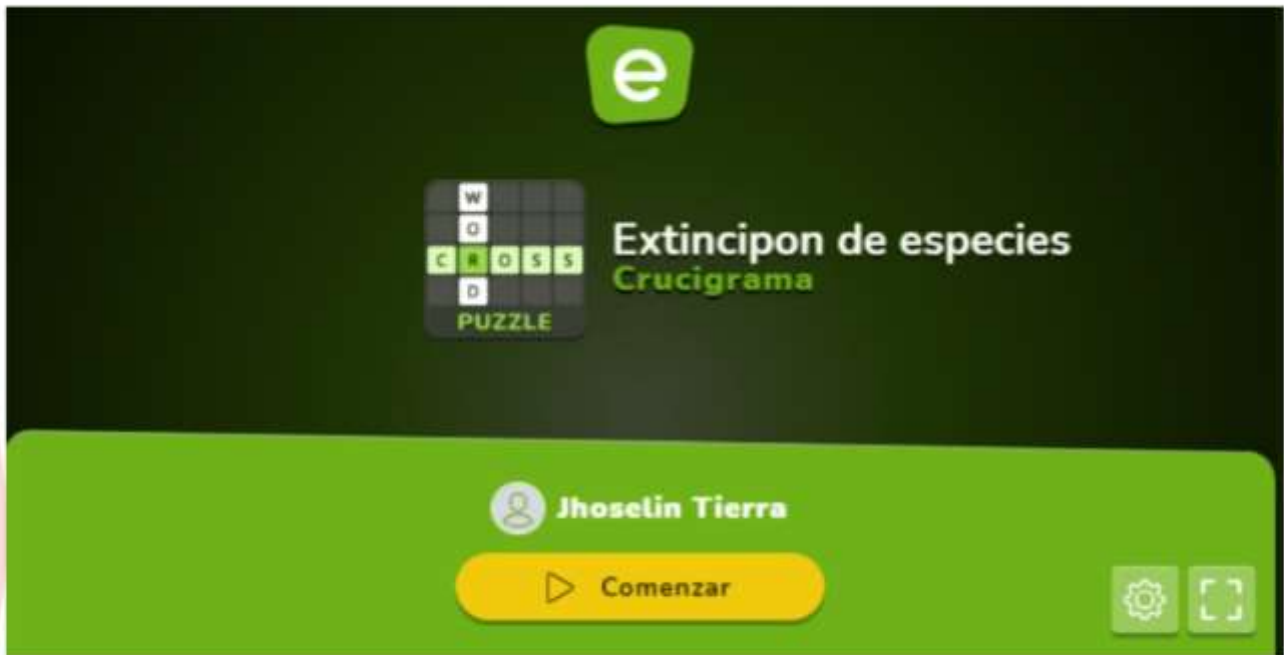 e
W
O
CROSS
D
PUZZLE
Extincipon de especies
Crucigrama
Jhoselin Tierra
Comenzar